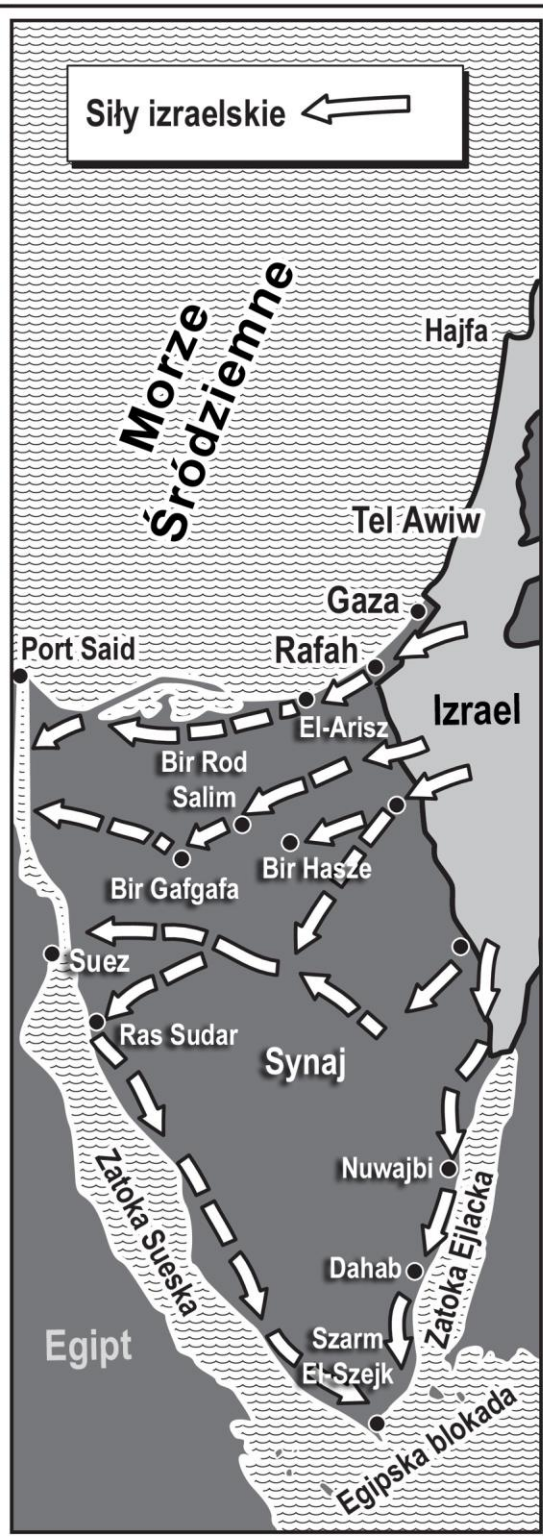 Siły izraelskie
Morze
Śródziemne
Hajfa
Tel Awiw
Gaza
Rafah
Port Said
El-Arisz
Izrael
Bir Rod
Salim
Bir Gafgafa
Bir Hasze
Suez
Ras Sudar
Synaj
Nuwajbi
Zatoka Sueska
Zatoka Ejlacka
Dahab
Egipt
Szarm
El-Szejk
Egipska blokada